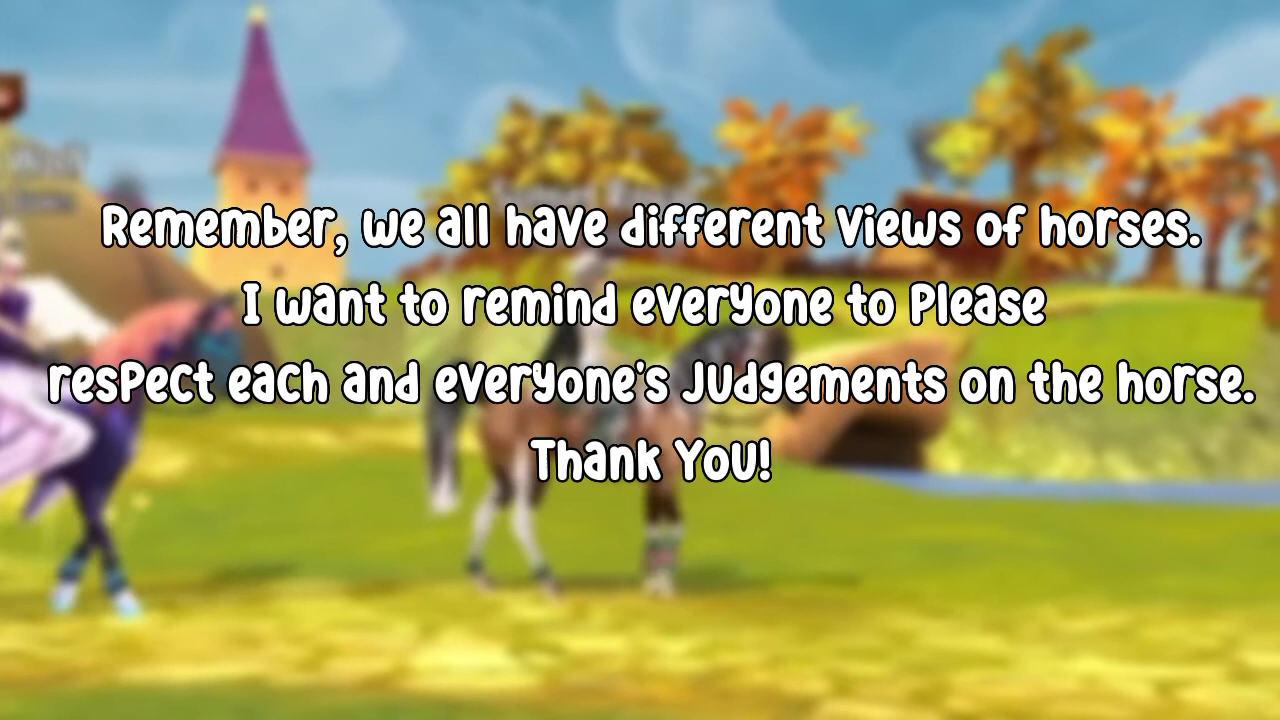 Remember, we all have different views of horses.
I want to remind everyone to Please
resPect each and everyone's Judgements on the horse.
Thank You!